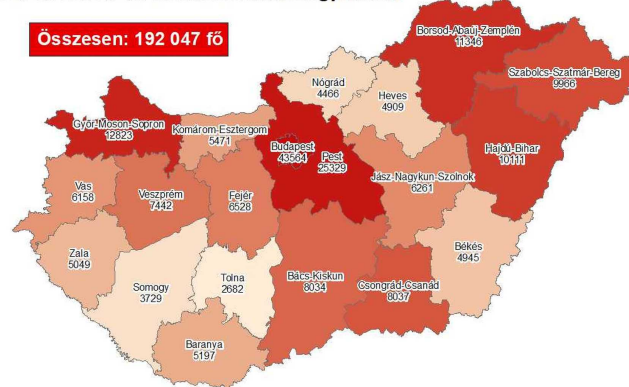 Összesen: 192 047 fő
Borsod-Abaúj-Zemplén
11346
Szabolcs-Szatmár-Bereg
9966
Nógrád
4466
Heves
4909
Győr-Moson-Sopron
12823
Komárom-Esztergom
5471
Budapest
43564
Pest
25329
Hajdú-Bihar
10111
Jász-Nagykun-Szolnok
6261
Vas
6158
Veszprém
7442
Fejér
6528
Zala
5049
Békés
4945
Somogy
3729
Tolna
2682
Bács-Kiskun
8034
Csongrád-Csanád
8037
Baranya
5197